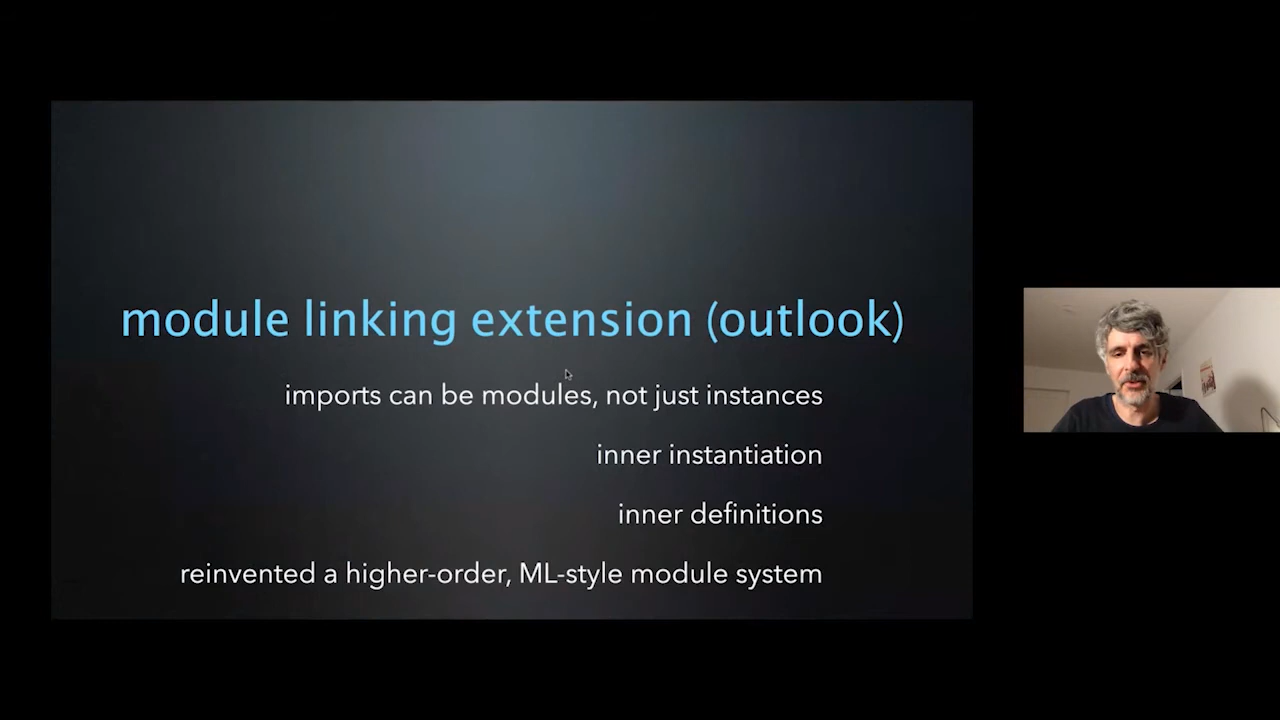 module linking extension (outlook)
imports can be modules, not just instances
inner instantiation
inner definitions
reinvented a higher-order, ML-style module system